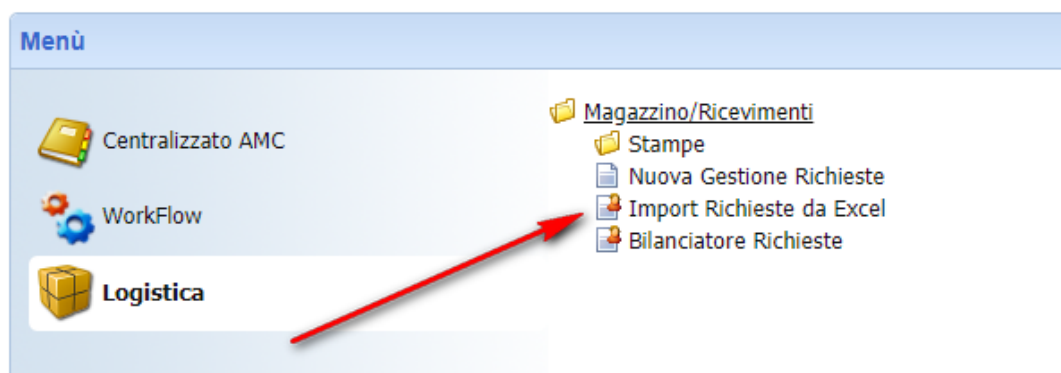 Menù
Centralizzato AMC
WorkFlow
Logistica
Magazzino/Ricevimenti
Stampe
Nuova Gestione Richieste
Import Richieste da Excel
Bilanciatore Richieste